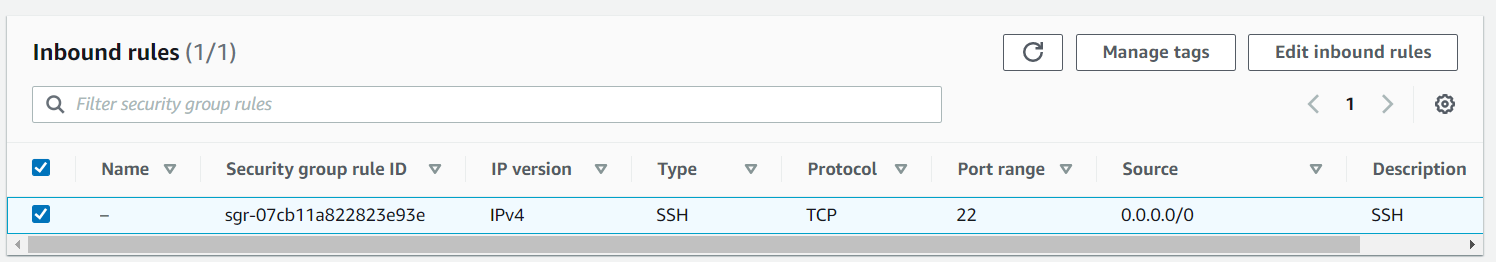 Inbound rules (1/1)
Manage tags
Edit inbound rules
Filter security group rules
1
Name Security group rule ID IP version Type Protocol Port range Source Description
– sgr-07cb11a822823e93e IPv4 SSH TCP 22 0.0.0.0/0 SSH